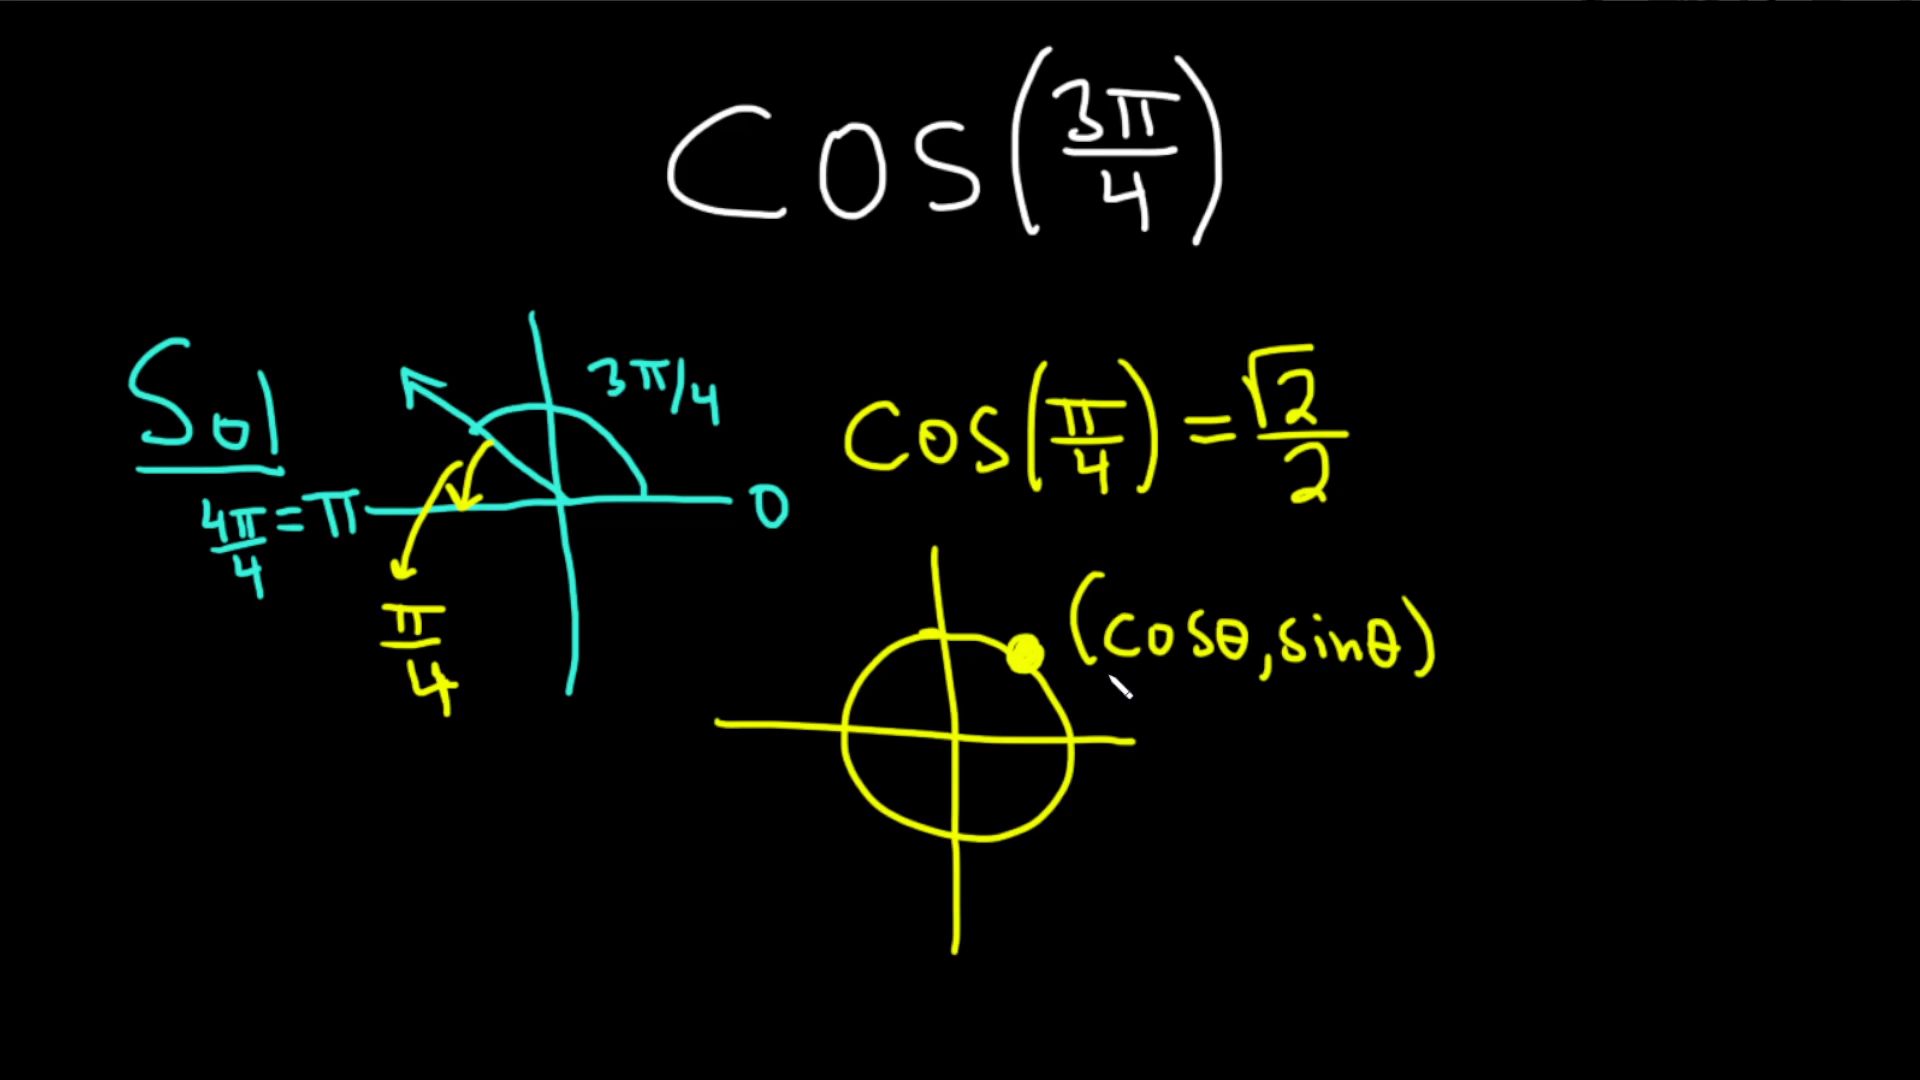 COS(3π/4)
Sol
3π/4
0
4π/4 = π
π/4
Cos(π/4) = √2/2
(cosθ, sinθ)